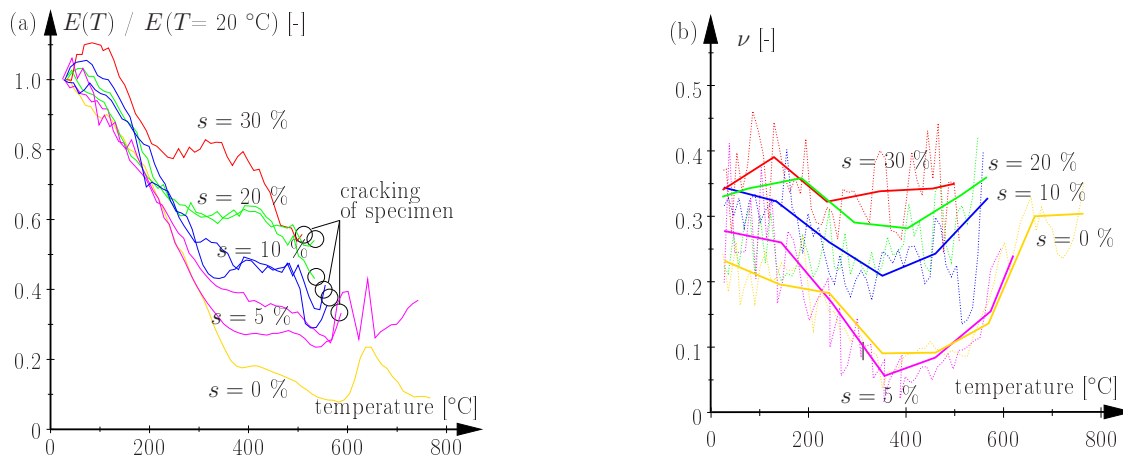 (a) E(T) / E(T= 20 °C) [-]
1.0
0.8
0.6
0.4
0.2
0
0 200 400 600 800
temperature [°C]
s = 30 %
s = 20 %
s = 10 %
s = 5 %
s = 0 %
cracking
of specimen
(b) ν [-]
0.5
0.4
0.3
0.2
0.1
0
0 200 400 600 800
temperature [°C]
s = 30 %
s = 20 %
s = 10 %
s = 0 %
s = 5 %